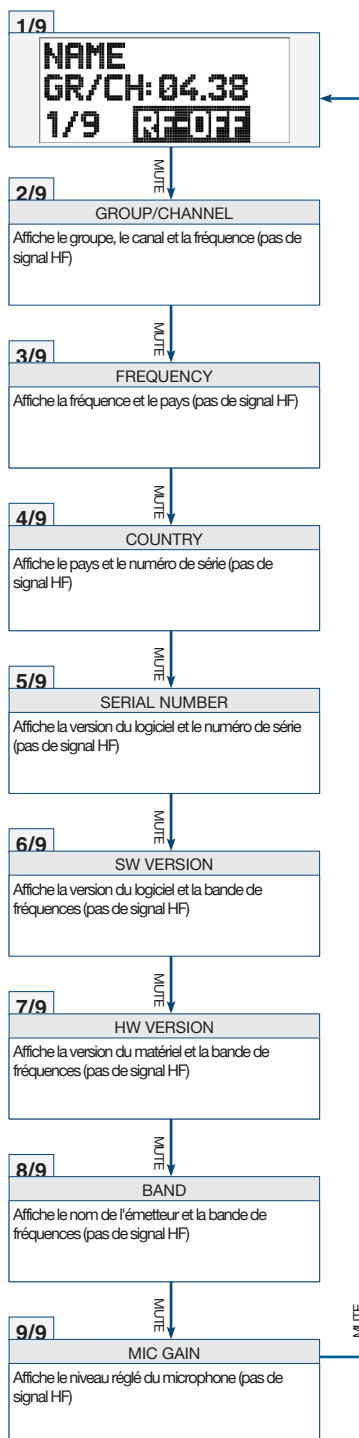 1/9
NAME
GR/CH: 04.38
1/9 RF=OFF
MUTE
2/9
GROUP/CHANNEL
Affiche le groupe, le canal et la fréquence (pas de
signal HF)
MUTE
3/9
FREQUENCY
Affiche la fréquence et le pays (pas de signal HF)
MUTE
4/9
COUNTRY
Affiche le pays et le numéro de série (pas de
signal HF)
MUTE
5/9
SERIAL NUMBER
Affiche la version du logiciel et le numéro de série
(pas de signal HF)
MUTE
6/9
SW VERSION
Affiche la version du logiciel et la bande de
fréquences (pas de signal HF)
MUTE
7/9
HW VERSION
Affiche la version du matériel et la bande de
fréquences (pas de signal HF)
MUTE
8/9
BAND
Affiche le nom de l'émetteur et la bande de
fréquences (pas de signal HF)
MUTE
9/9
MIC GAIN
Affiche le niveau réglé du microphone (pas de
signal HF)
MUTE